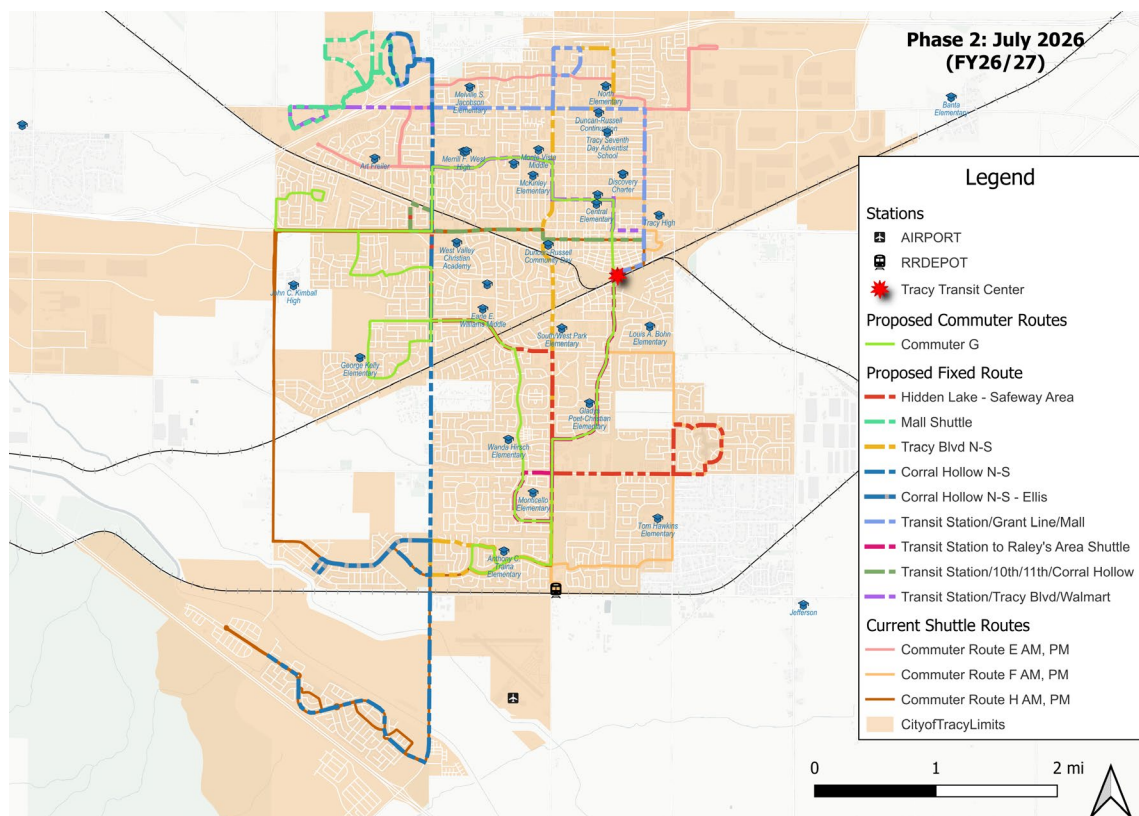 Phase 2: July 2026
(FY26/27)
Banta
Elementary
Melville S.
Jacobson
Elementary
North
Elementary
Duncan-Russell
Continuation
Tracy Seventh
Day Adventist
School
Art Freiler
Merrill F. West
High
Monte Vista
Middle
McKinley
Elementary
Discovery
Charter
Central
Elementary
Tracy High
West Valley
Christian
Academy
Duncan-Russell
Community Day
John C. Kimball
High
Earle E.
Williams Middle
South/West Park
Elementary
Louis A. Bohn
Elementary
George Kelly
Elementary
Gladys
Poet-Christian
Elementary
Wanda Hirsch
Elementary
Monticello
Elementary
Tom Hawkins
Elementary
Anthony C.
Traina
Elementary
Jefferson
Legend
Stations
AIRPORT
RRDEPOT
Tracy Transit Center
Proposed Commuter Routes
Commuter G
Proposed Fixed Route
Hidden Lake - Safeway Area
Mall Shuttle
Tracy Blvd N-S
Corral Hollow N-S
Corral Hollow N-S - Ellis
Transit Station/Grant Line/Mall
Transit Station to Raley's Area Shuttle
Transit Station/10th/11th/Corral Hollow
Transit Station/Tracy Blvd/Walmart
Current Shuttle Routes
Commuter Route E AM, PM
Commuter Route F AM, PM
Commuter Route H AM, PM
CityofTracyLimits
0 1 2 mi